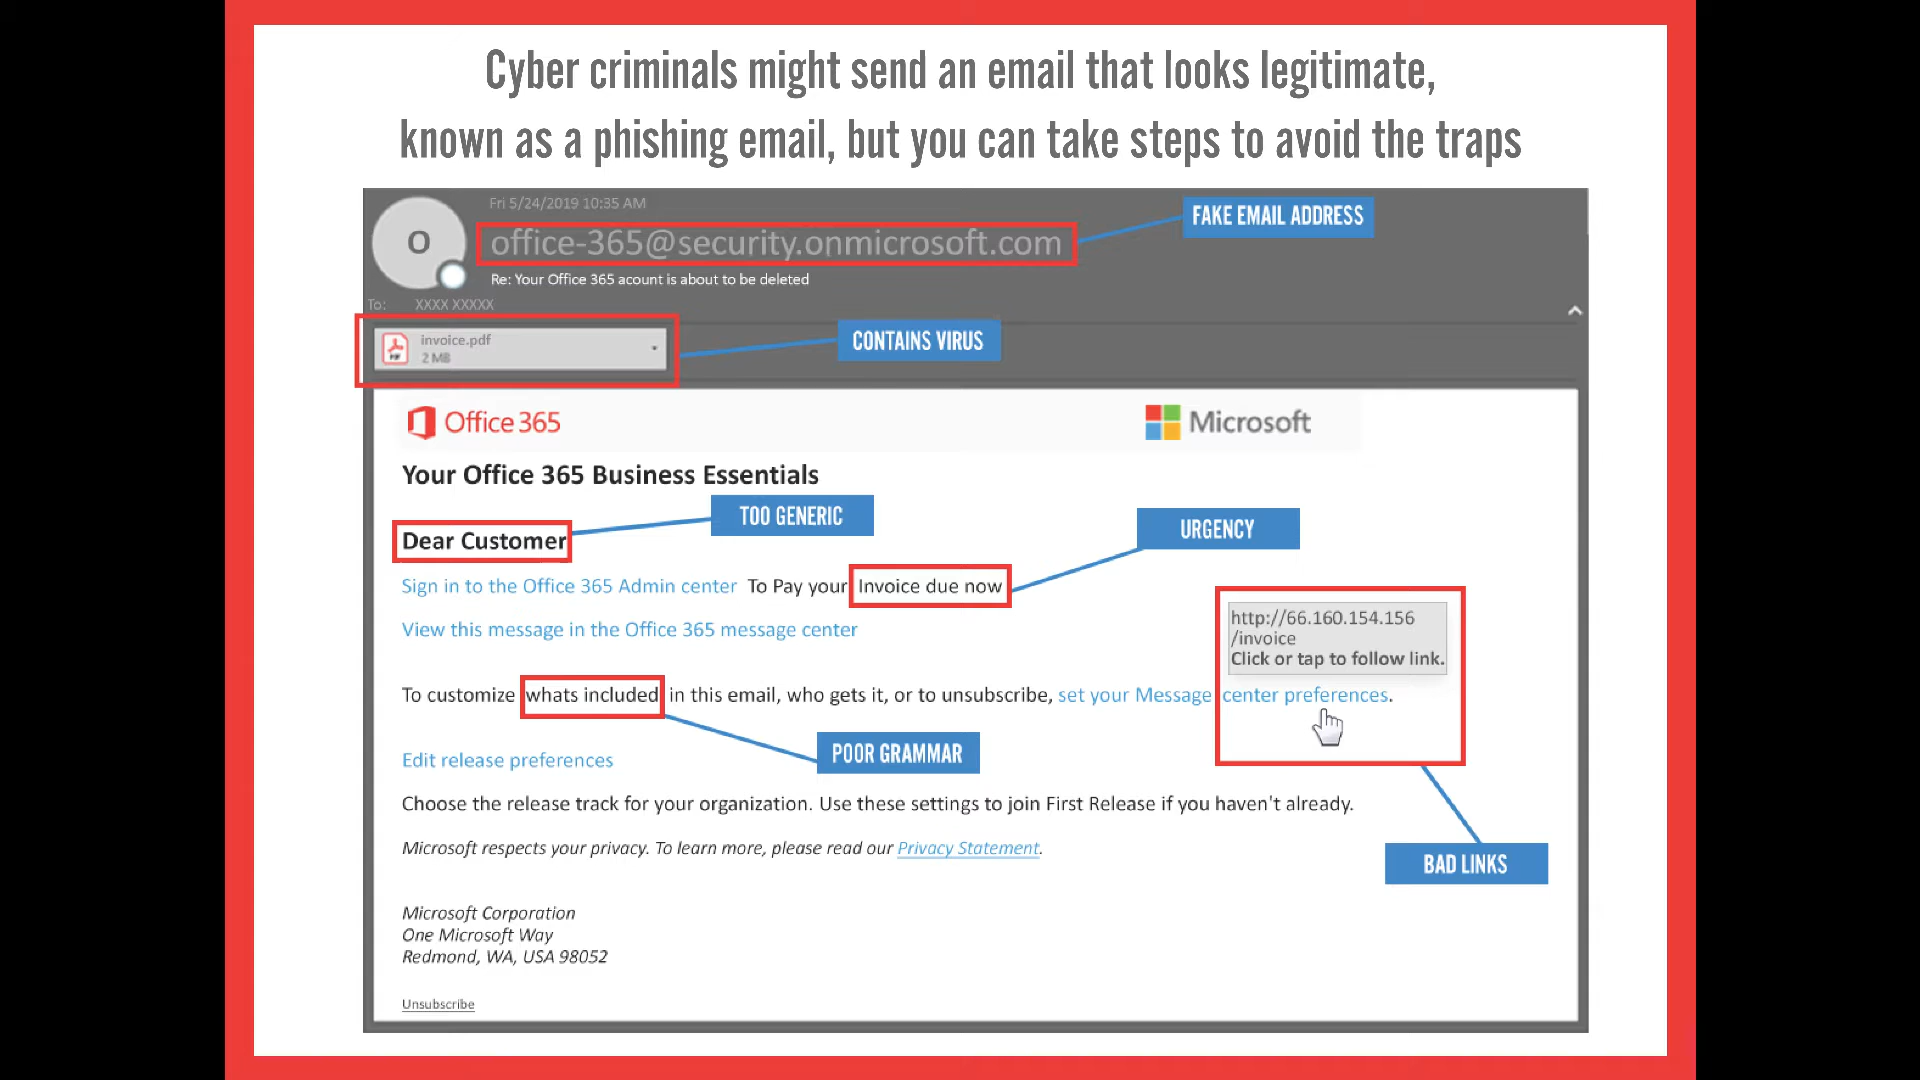 Cyber criminals might send an email that looks legitimate,
known as a phishing email, but you can take steps to avoid the traps
Fri 5/24/2019 10:35 AM
FAKE EMAIL ADDRESS
O
office-365@security.onmicrosoft.com
Re: Your Office 365 acount is about to be deleted
To: XXXX XXXXX
invoice.pdf
2 MB
CONTAINS VIRUS
Office 365
Microsoft
Your Office 365 Business Essentials
TOO GENERIC
URGENCY
Dear Customer
Sign in to the Office 365 Admin center To Pay your Invoice due now
http://66.160.154.156
/invoice
Click or tap to follow link.
View this message in the Office 365 message center
To customize whats included in this email, who gets it, or to unsubscribe, set your Message center preferences.
POOR GRAMMAR
Edit release preferences
Choose the release track for your organization. Use these settings to join First Release if you haven't already.
Microsoft respects your privacy. To learn more, please read our Privacy Statement.
BAD LINKS
Microsoft Corporation
One Microsoft Way
Redmond, WA, USA 98052
Unsubscribe